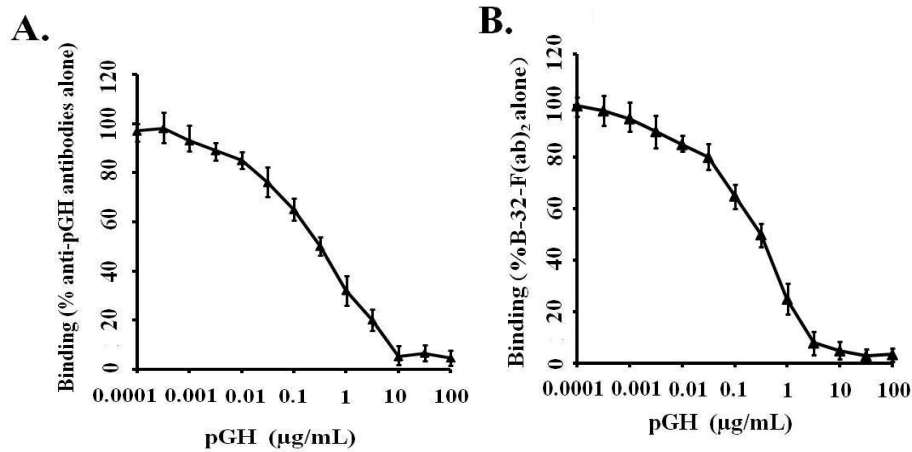 A.
Binding (% anti-pGH antibodies alone)
120
100
80
60
40
20
0
0.0001 0.001 0.01 0.1 1 10 100
pGH (µg/mL)
B.
Binding (%B-32-F(ab)₂ alone)
120
100
80
60
40
20
0
0.0001 0.001 0.01 0.1 1 10 100
pGH (µg/mL)